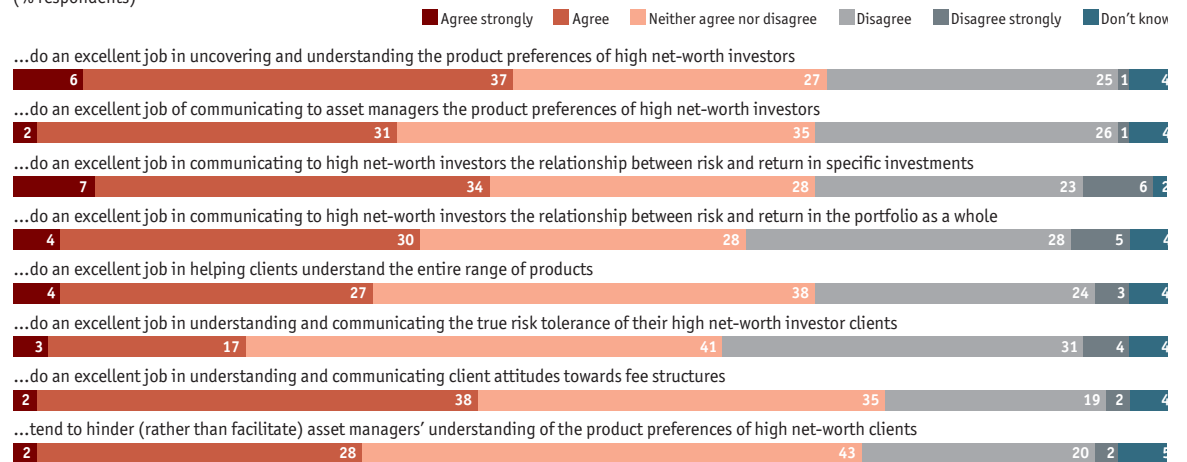 (% respondents)
Agree strongly Agree Neither agree nor disagree Disagree Disagree strongly Don't know
...do an excellent job in uncovering and understanding the product preferences of high net-worth investors
6 37 27 25 1 4
...do an excellent job of communicating to asset managers the product preferences of high net-worth investors
2 31 35 26 1 4
...do an excellent job in communicating to high net-worth investors the relationship between risk and return in specific investments
7 34 28 23 6 2
...do an excellent job in communicating to high net-worth investors the relationship between risk and return in the portfolio as a whole
4 30 28 28 5 4
...do an excellent job in helping clients understand the entire range of products
4 27 38 24 3 4
...do an excellent job in understanding and communicating the true risk tolerance of their high net-worth investor clients
3 17 41 31 4 4
...do an excellent job in understanding and communicating client attitudes towards fee structures
2 38 35 19 2 4
...tend to hinder (rather than facilitate) asset managers' understanding of the product preferences of high net-worth clients
2 28 43 20 2 5